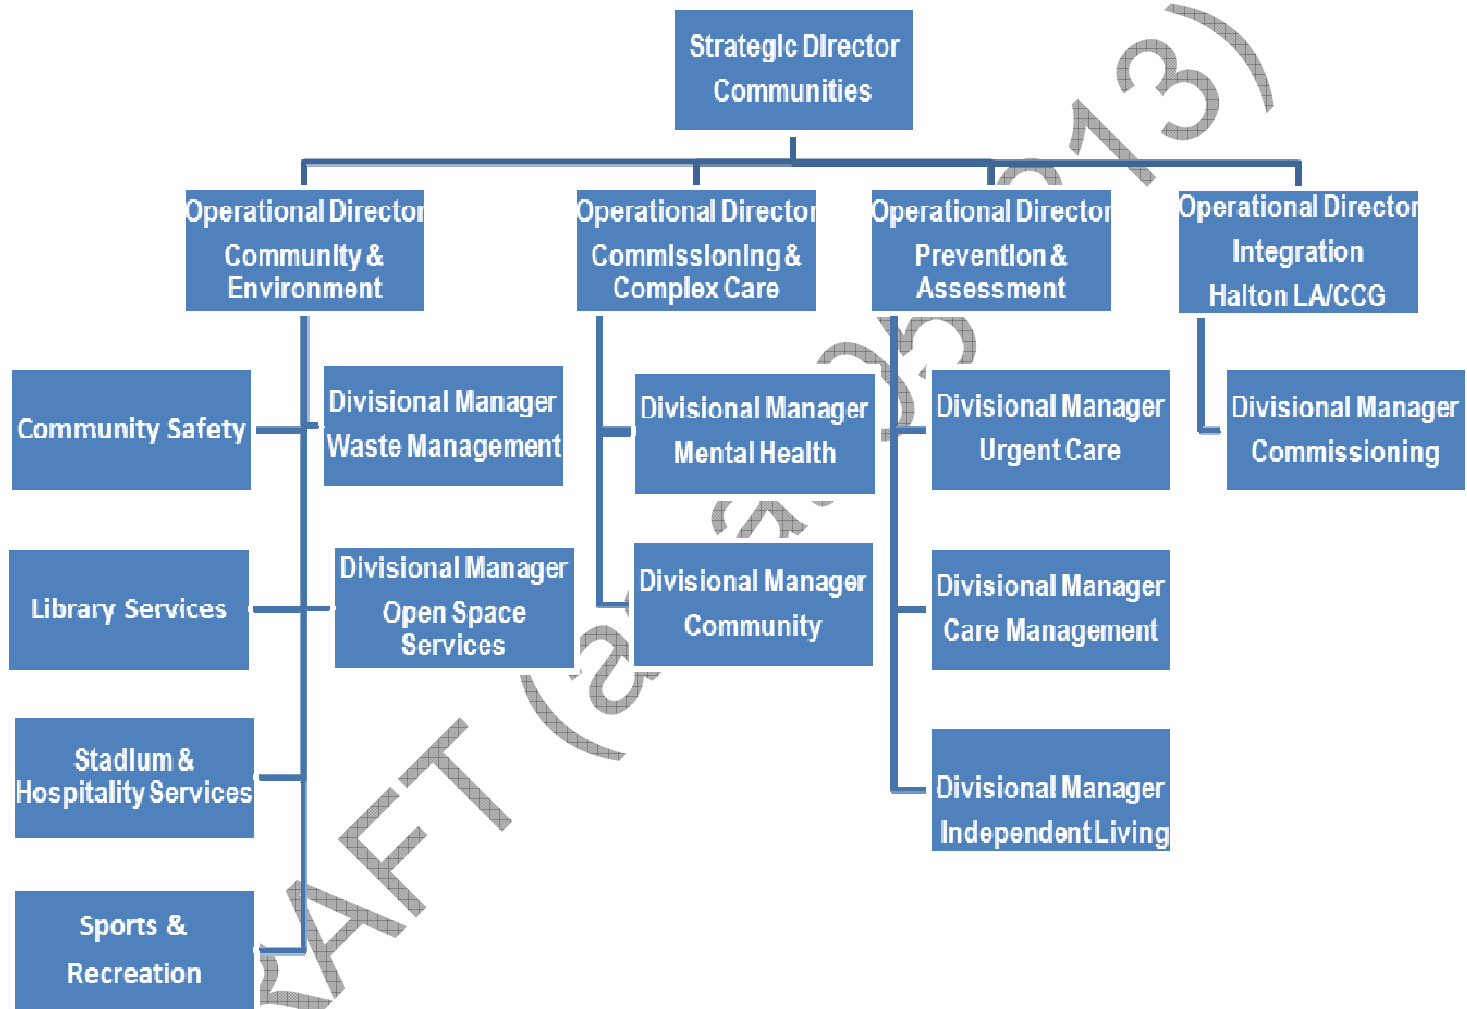 Strategic Director
Communities
Operational Director
Community &
Environment
Operational Director
Commissioning &
Complex Care
Operational Director
Prevention &
Assessment
Operational Director
Integration
Halton LA/CCG
Community Safety
Divisional Manager
Waste Management
Divisional Manager
Mental Health
Divisional Manager
Urgent Care
Divisional Manager
Commissioning
Library Services
Divisional Manager
Open Space
Services
Divisional Manager
Community
Divisional Manager
Care Management
Stadium &
Hospitality Services
Divisional Manager
Independent Living
Sports &
Recreation